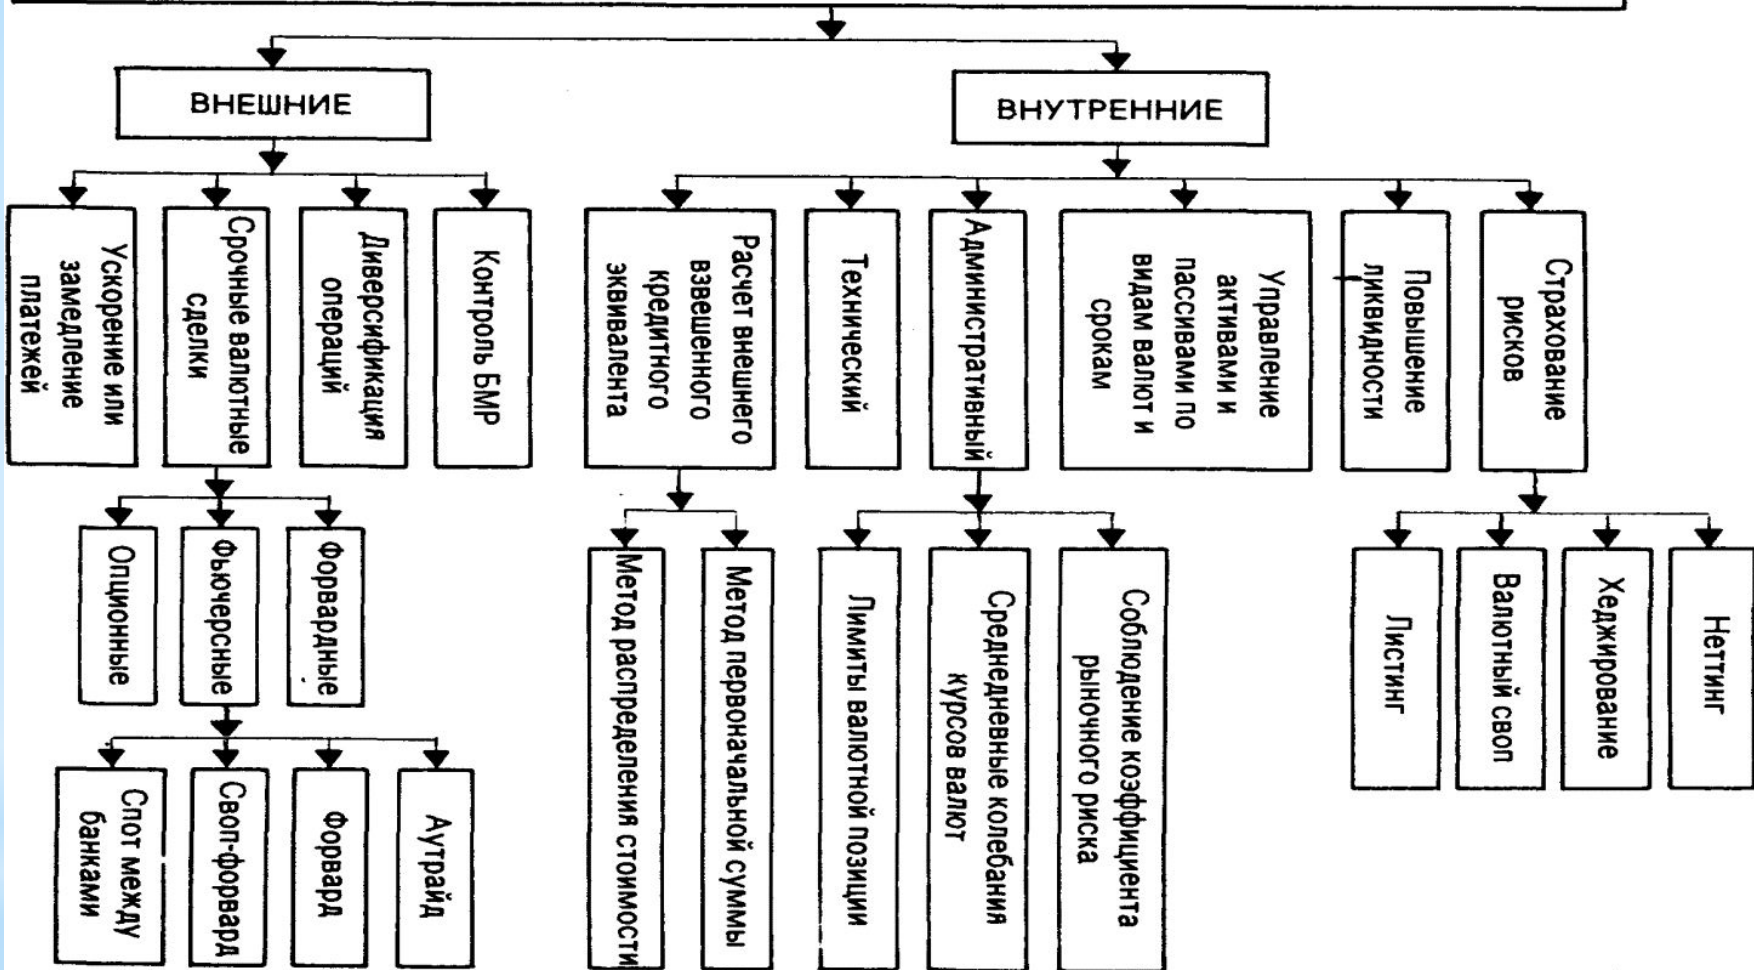 ВНЕШНИЕ
ВНУТРЕННИЕ
Ускорение или
замедление
платежей
Срочные валютные
сделки
Диверсификация
операций
Контроль БМР
Расчет внешнего
взвешенного
кредитного
эквивалента
Технический
Административный
Управление
активами и
пассивами по
видам валют и
срокам
Повышение
ликвидности
Страхование
рисков
Опционные
Фьючерсные
Форвардные
Метод распределения стоимости
Метод первоначальной суммы
Лимиты валютной позиции
Средневные колебания
курсов валют
Соблюдение коэффициента
рыночного риска
Листинг
Валютный своп
Хеджирование
Неттинг
Спот между
банками
Своп-форвард
Форвард
Аутрайд